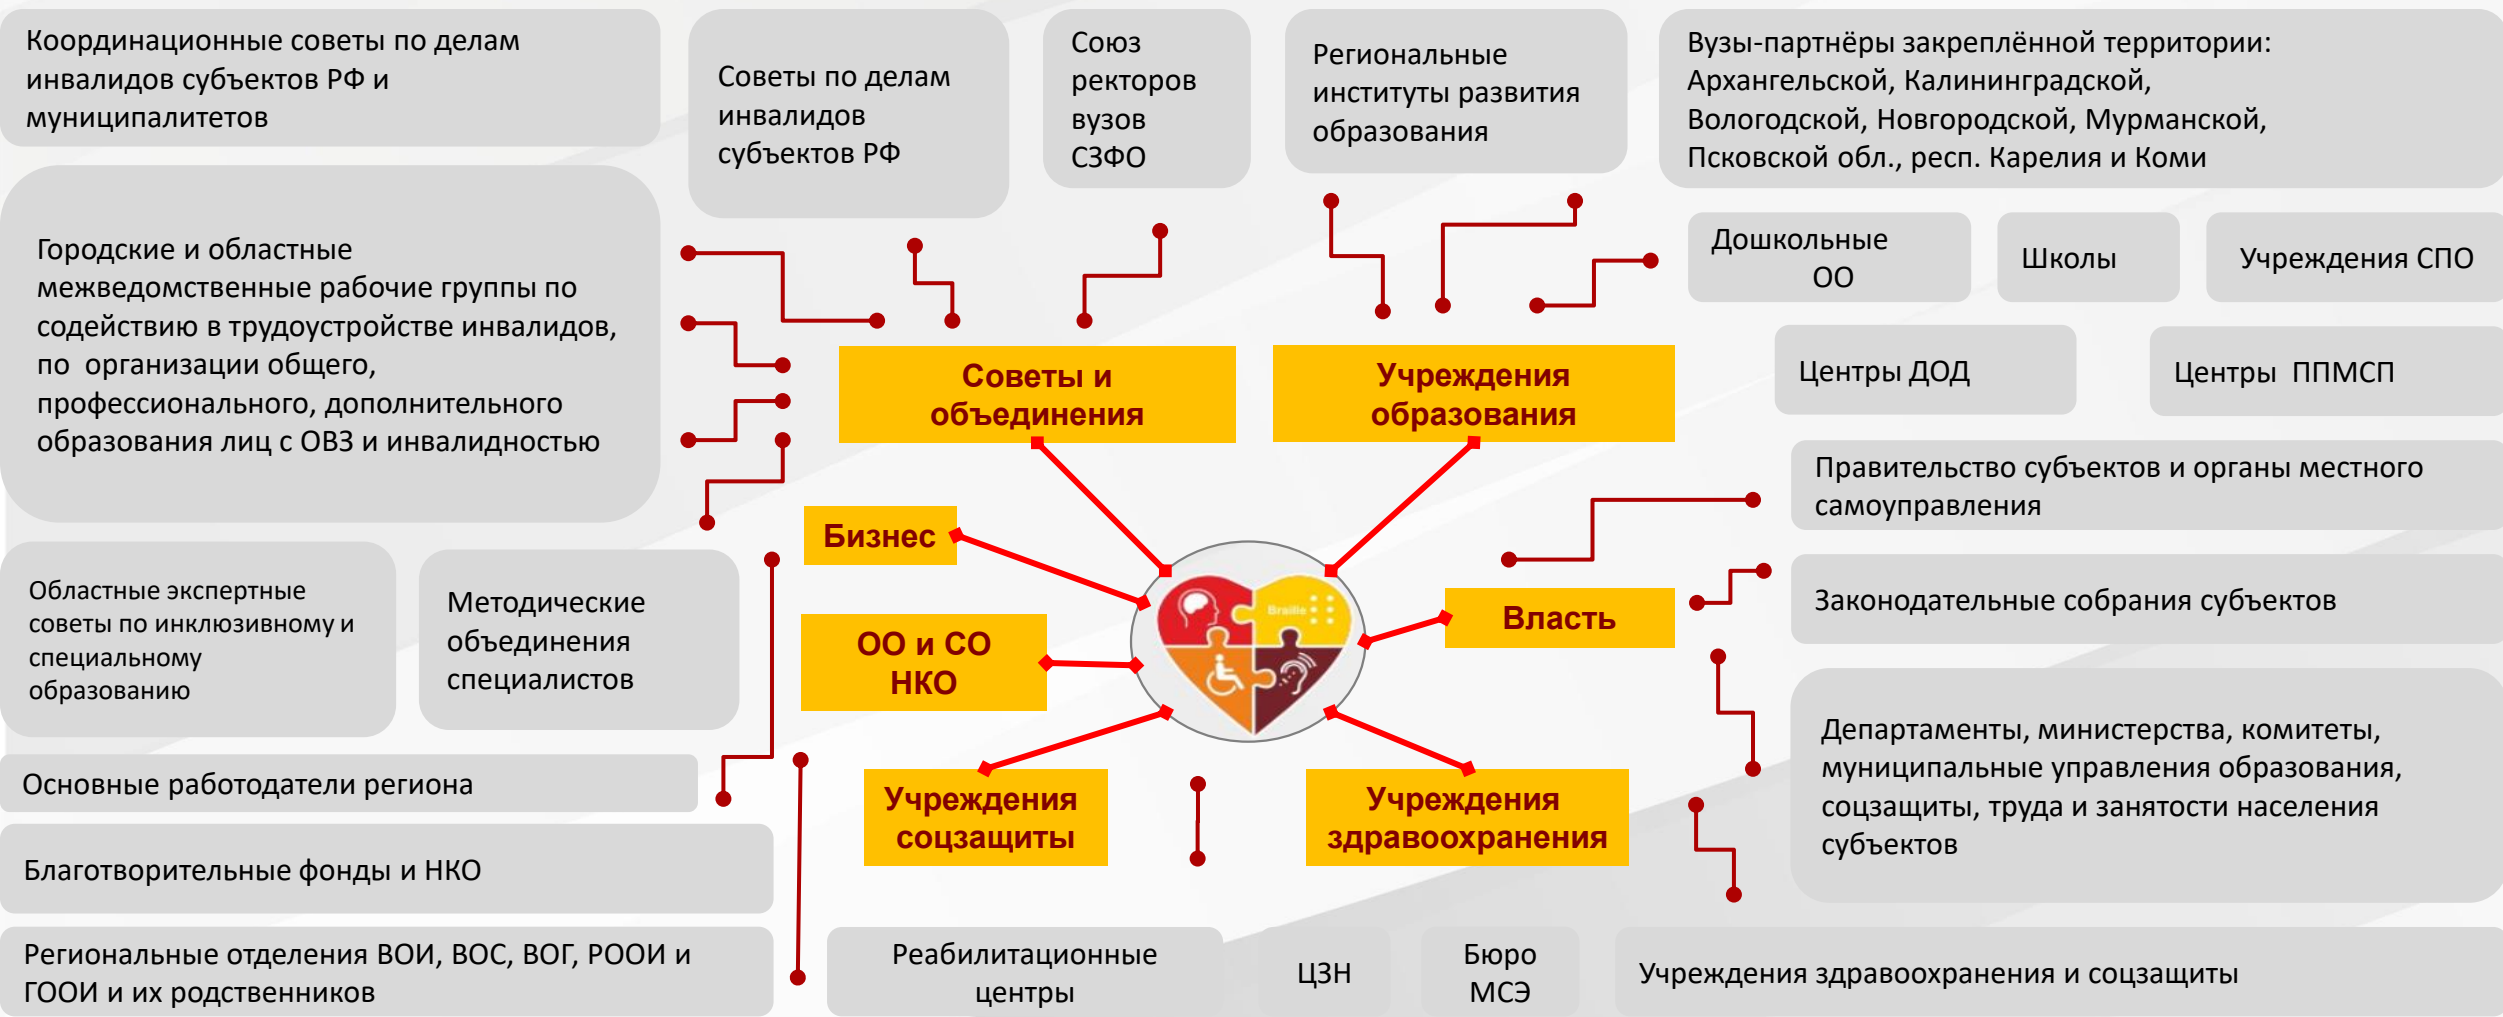 Координационные советы по делам
инвалидов субъектов РФ и
муниципалитетов
Советы по делам
инвалидов
субъектов РФ
Союз
ректоров
вузов
СЗФО
Региональные
институты развития
образования
Вузы-партнёры закреплённой территории:
Архангельской, Калининградской,
Вологодской, Новгородской, Мурманской,
Псковской обл., респ. Карелия и Коми
Городские и областные
межведомственные рабочие группы по
содействию в трудоустройстве инвалидов,
по организации общего,
профессионального, дополнительного
образования лиц с ОВЗ и инвалидностью
Дошкольные
ОО
Школы
Учреждения СПО
Центры ДОД
Центры ППМСП
Советы и
объединения
Учреждения
образования
Правительство субъектов и органы местного
самоуправления
Бизнес
Областные экспертные
советы по инклюзивному и
специальному
образованию
Методические
объединения
специалистов
ОО и СО
НКО
Braille
Власть
Законодательные собрания субъектов
Департаменты, министерства, комитеты,
муниципальные управления образования,
соцзащиты, труда и занятости населения
субъектов
Основные работодатели региона
Учреждения
соцзащиты
Учреждения
здравоохранения
Благотворительные фонды и НКО
Региональные отделения ВОИ, ВОС, ВОГ, РООИ и
ГООИ и их родственников
Реабилитационные
центры
ЦЗН
Бюро
МСЭ
Учреждения здравоохранения и соцзащиты